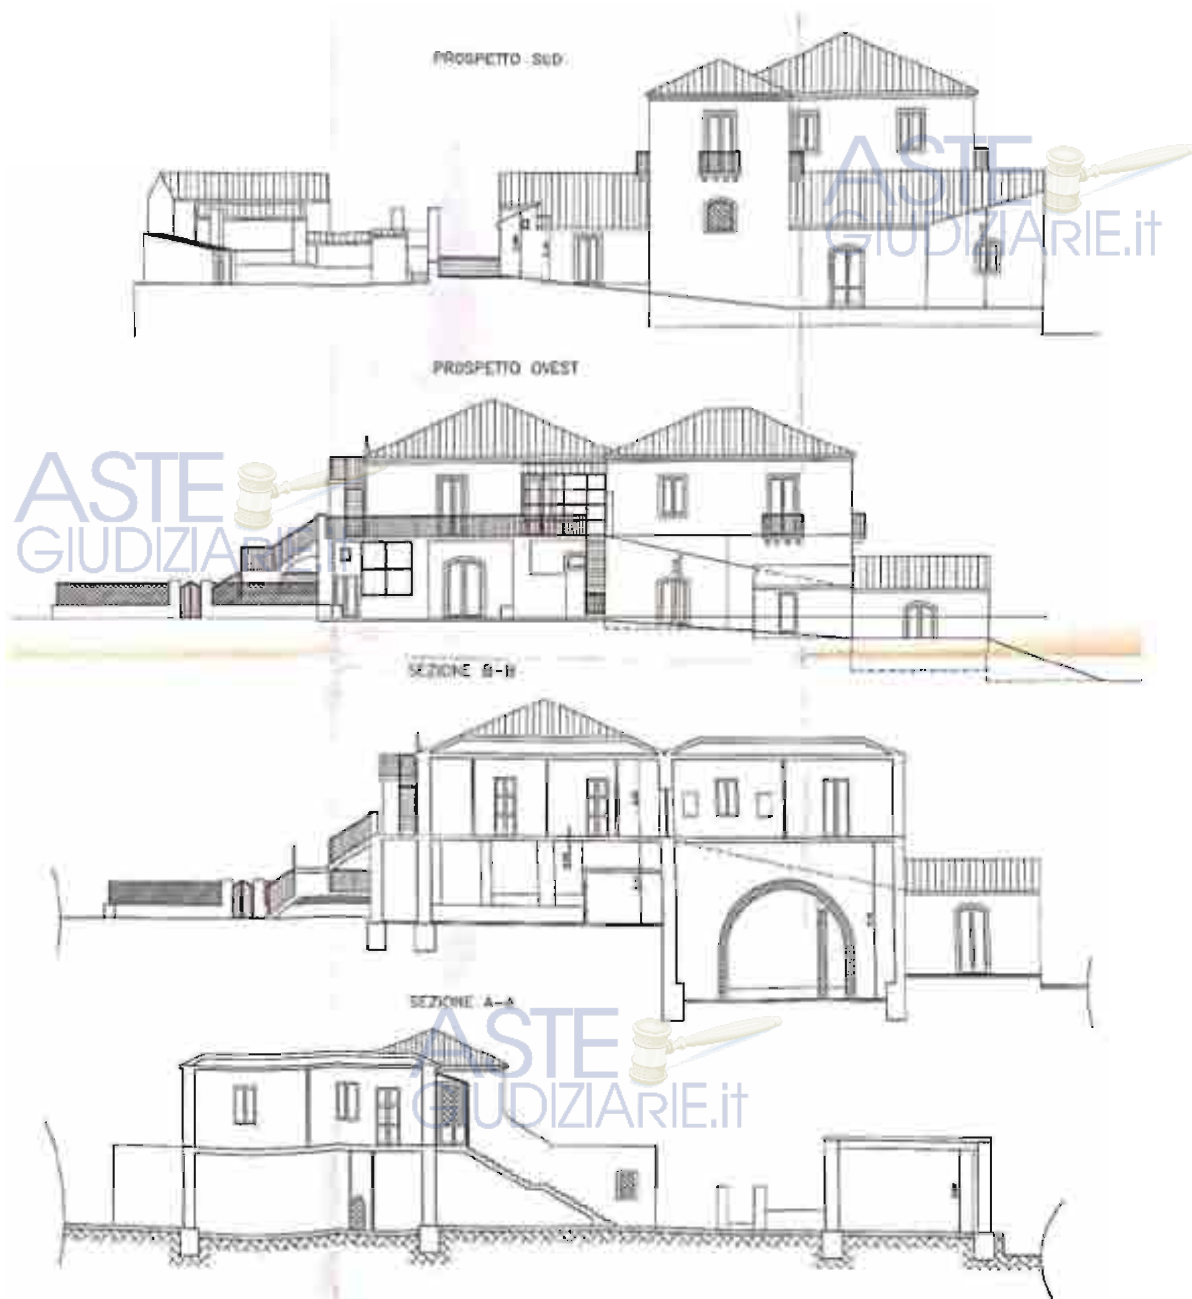 PROSPETTO SUD
ASTE
GIUDIZIARIE.it
PROSPETTO OVEST
ASTE
GIUDIZIARIE.it
SEZIONE B-B
SEZIONE A-A
ASTE
GIUDIZIARIE.it